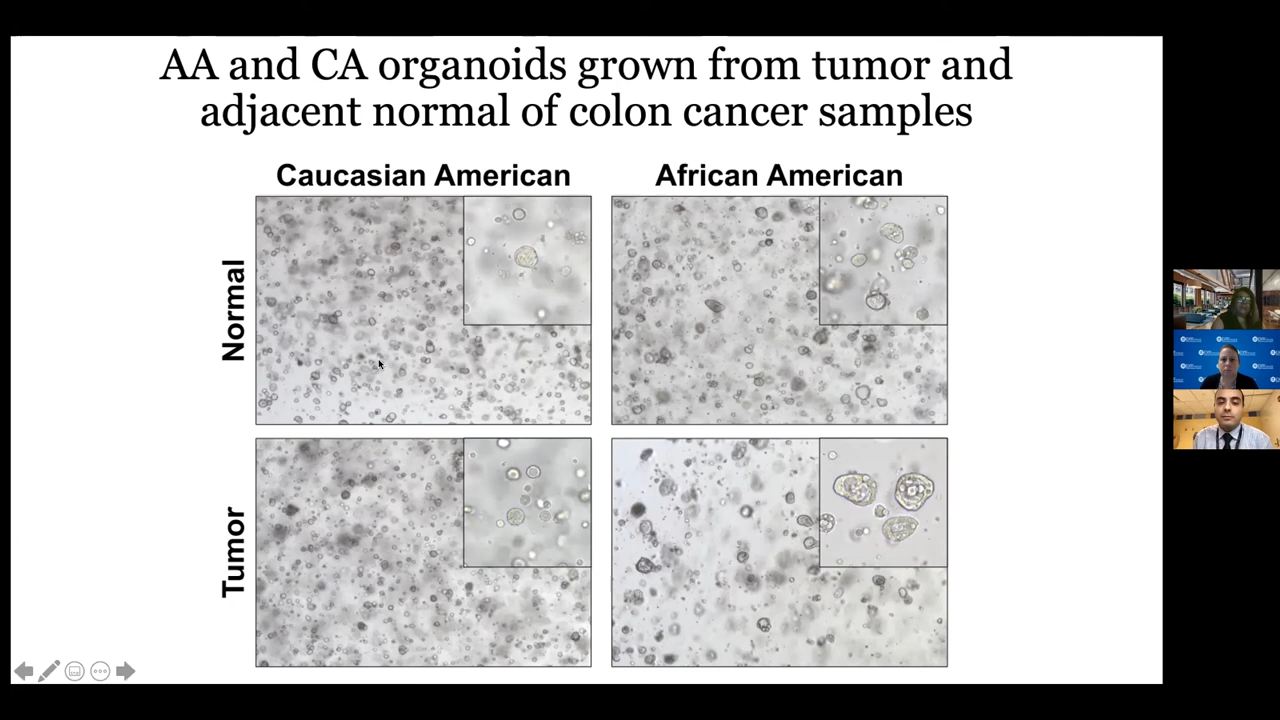 AA and CA organoids grown from tumor and
adjacent normal of colon cancer samples
Caucasian American
African American
Normal
Tumor